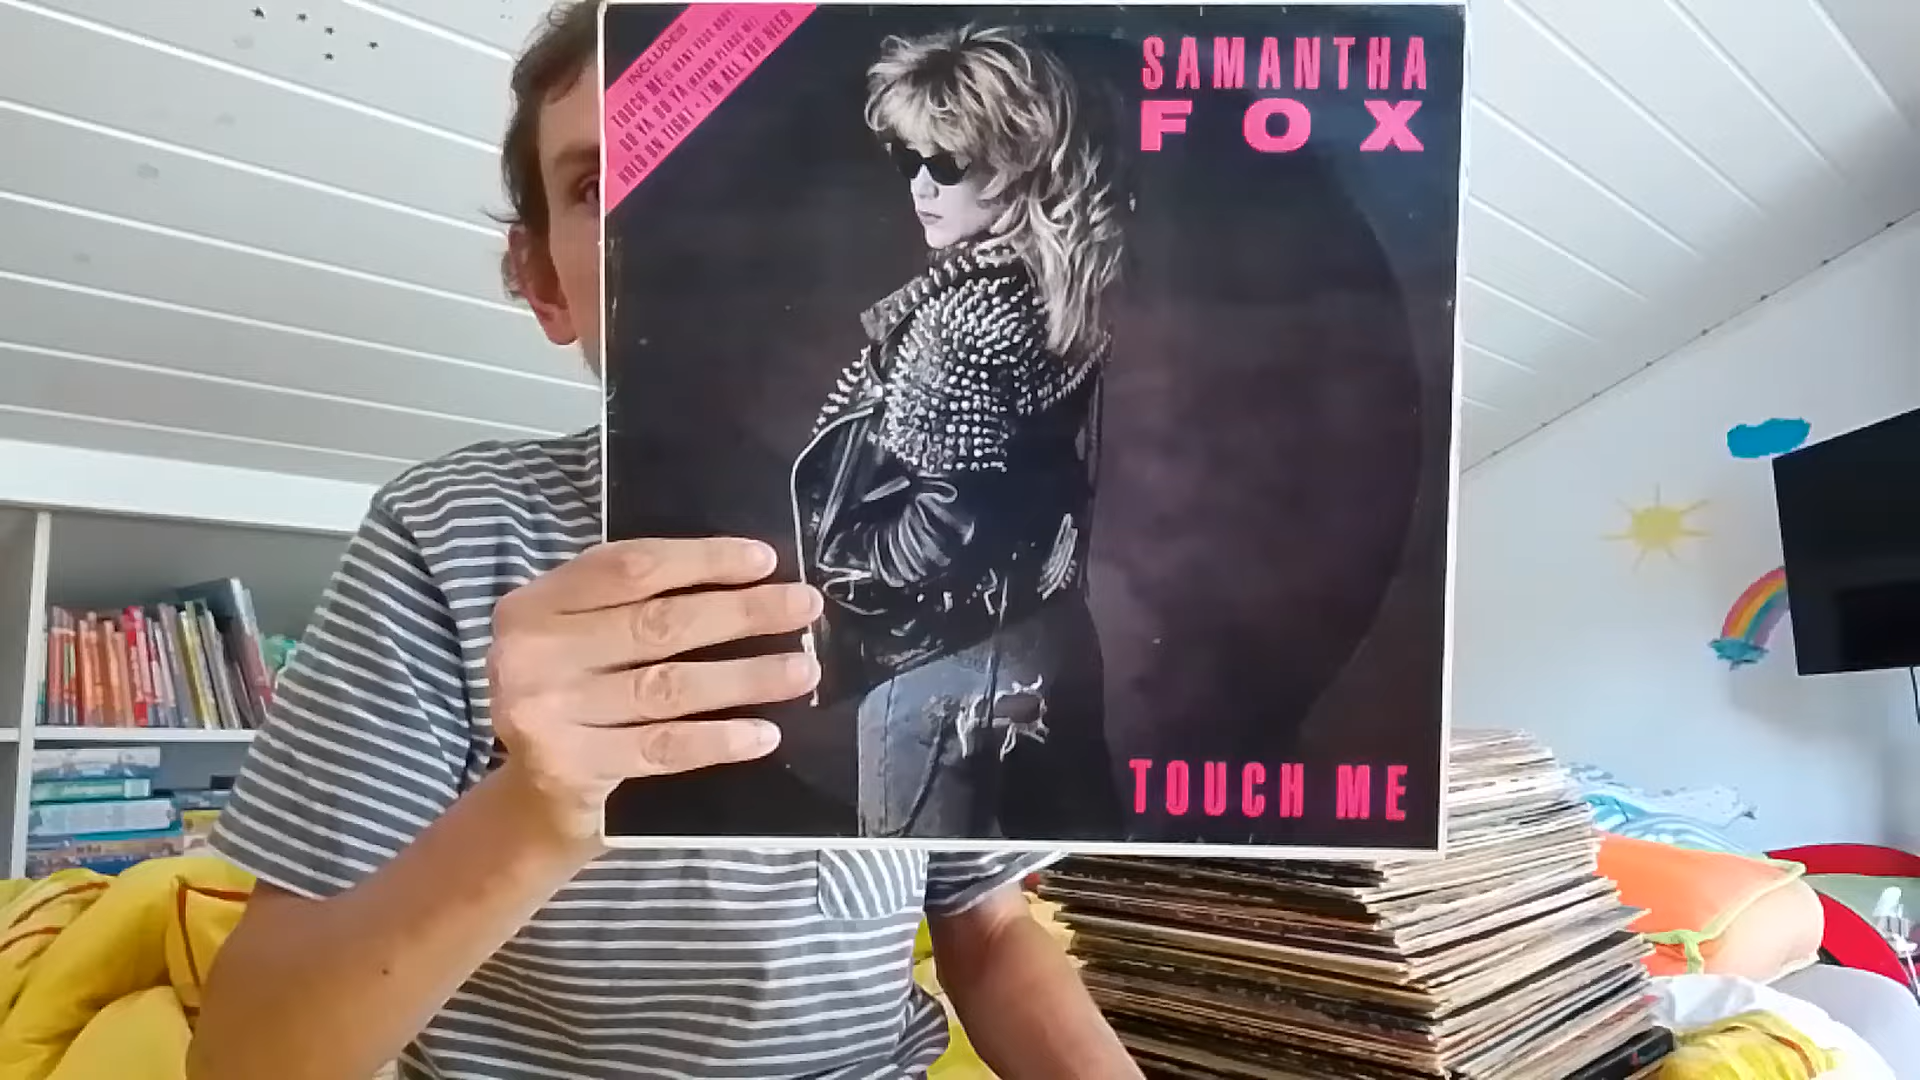 INCLUDES
TOUCH ME (I WANT YOUR BODY)
DO YA DO YA (WANNA PLEASE ME)
HOLD ON TIGHT • I'M ALL YOU NEED
SAMANTHA
FOX
TOUCH ME